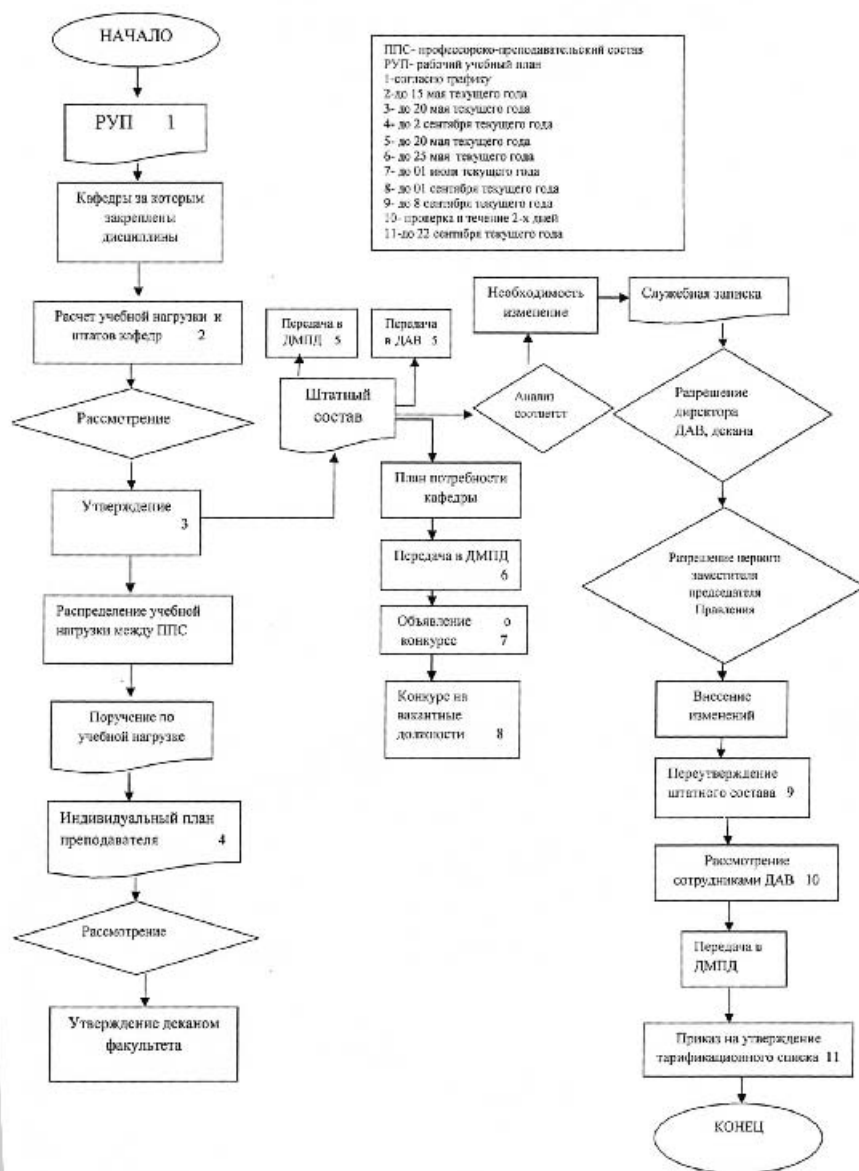 НАЧАЛО
РУП 1
Кафедры за которым
закреплены
дисциплины
Расчет учебной нагрузки и
штатов кафедр 2
Рассмотрение
Утверждение
3
Распределение учебной
нагрузки между ППС
Поручение по
учебной нагрузке
Индивидуальный план
преподавателя 4
Рассмотрение
Утверждение деканом
факультета
ППС- профессорско-преподавательский состав
РУП- рабочий учебный план
1-согласно графику
2-до 15 мая текущего года
3- до 20 мая текущего года
4- до 2 сентября текущего года
5- до 20 мая текущего года
6- до 25 мая текущего года
7- до 01 июля текущего года
8- до 01 сентября текущего года
9- до 8 сентября текущего года
10- проверка в течение 2-х дней
11-до 22 сентября текущего года
Передача в
ДМПД 5
Передача
в ДАВ 5
Штатный
состав
План потребности
кафедры
Передача в ДМПД
6
Объявление о
конкурсе 7
Конкурс на
вакантные
должности 8
Анализ
соответст
Необходимость
изменение
Служебная записка
Разрешение
директора
ДАВ, декана
Разрешение первого
заместителя
председателя
Правления
Внесение
изменений
Переутверждение
штатного состава 9
Рассмотрение
сотрудниками ДАВ 10
Передача в
ДМПД
Приказ на утверждение
тарификационного списка 11
КОНЕЦ